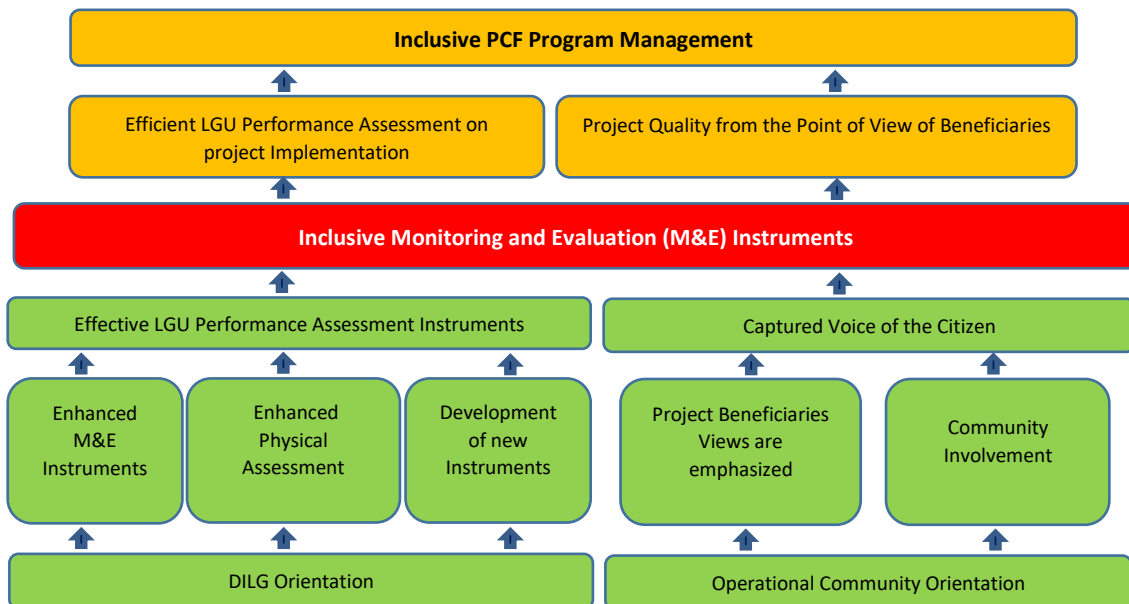 Inclusive PCF Program Management
Efficient LGU Performance Assessment on
project Implementation
Project Quality from the Point of View of Beneficiaries
Inclusive Monitoring and Evaluation (M&E) Instruments
Effective LGU Performance Assessment Instruments
Captured Voice of the Citizen
Enhanced
M&E
Instruments
Enhanced
Physical
Assessment
Development
of new
Instruments
Project Beneficiaries
Views are
emphasized
Community
Involvement
DILG Orientation
Operational Community Orientation